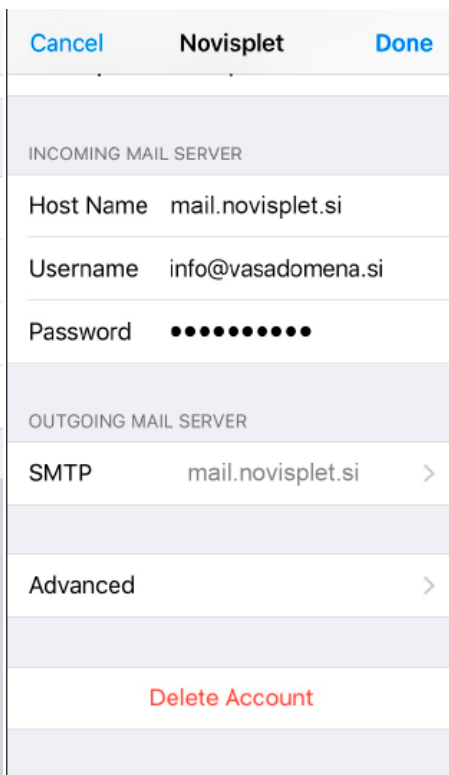 Cancel Novisplet Done
INCOMING MAIL SERVER
Host Name mail.novisplet.si
Username info@vasadomena.si
Password ••••••••••
OUTGOING MAIL SERVER
SMTP mail.novisplet.si
Advanced
Delete Account